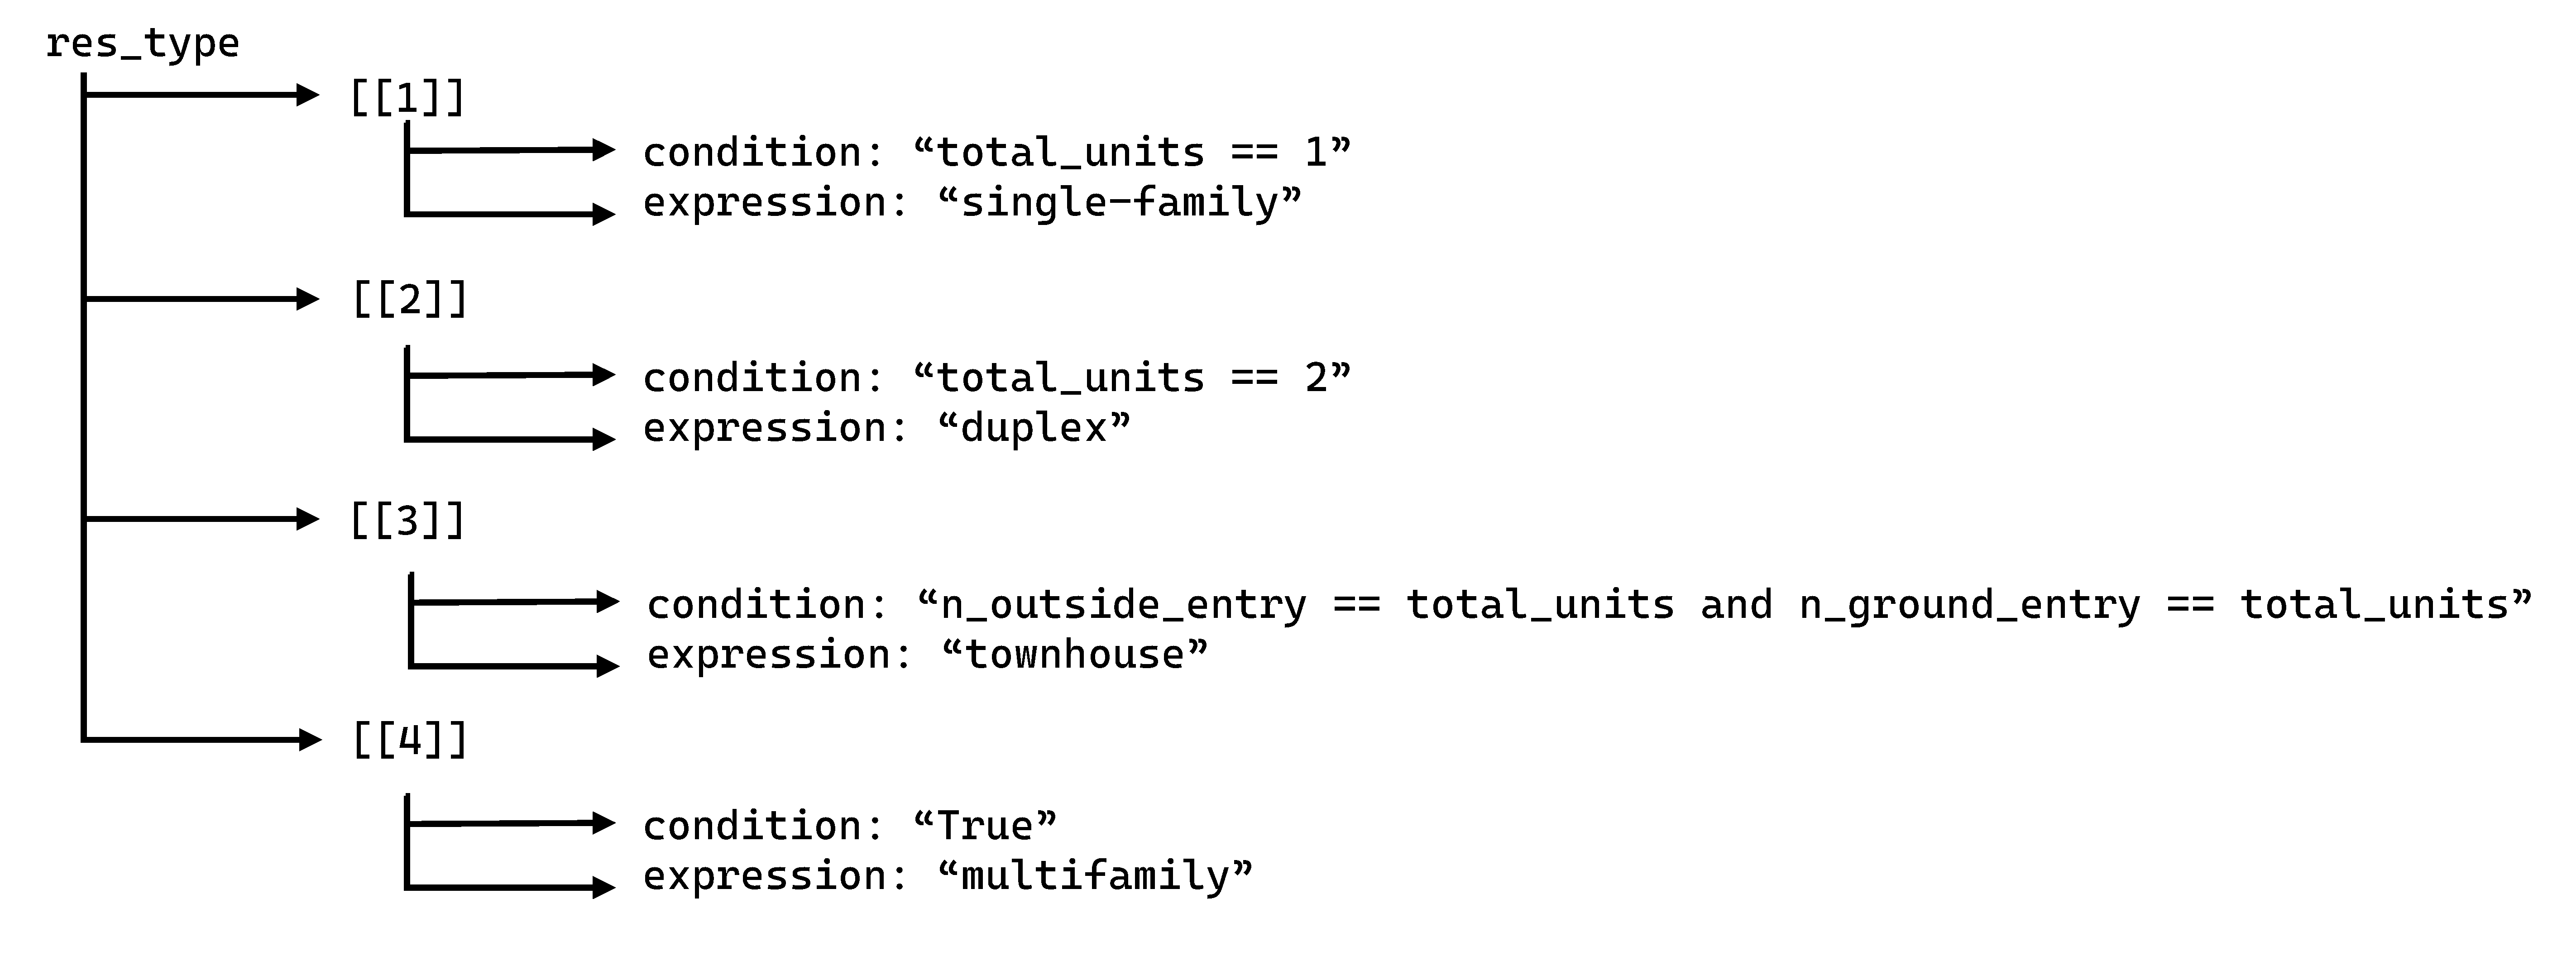 res_type
[[1]]
condition: “total_units == 1”
expression: “single-family”
[[2]]
condition: “total_units == 2”
expression: “duplex”
[[3]]
condition: “n_outside_entry == total_units and n_ground_entry == total_units”
expression: “townhouse”
[[4]]
condition: “True”
expression: “multifamily”